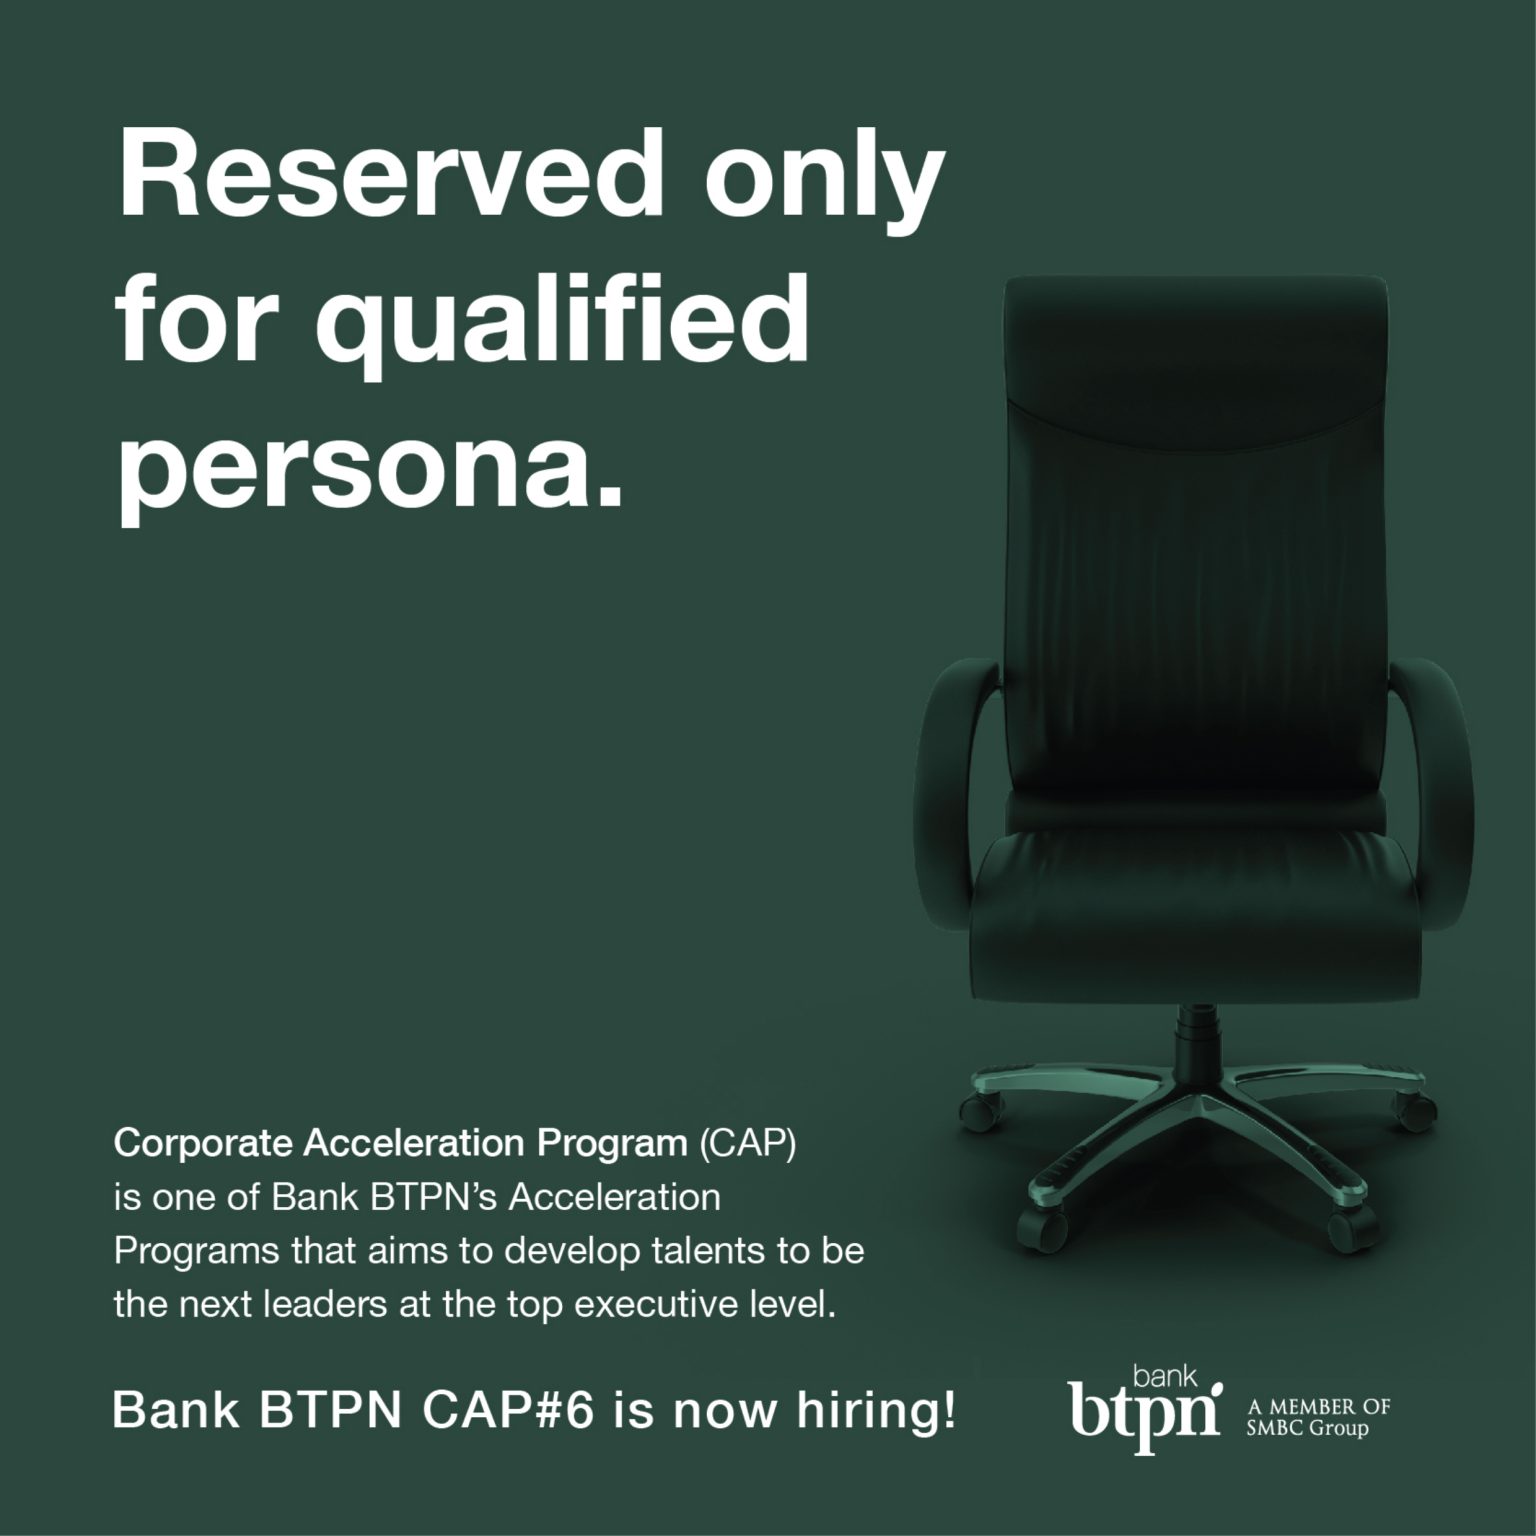 Reserved only
for qualified
persona.
Corporate Acceleration Program (CAP)
is one of Bank BTPN’s Acceleration
Programs that aims to develop talents to be
the next leaders at the top executive level.
Bank BTPN CAP#6 is now hiring!
bank
btpn
A MEMBER OF
SMBC Group